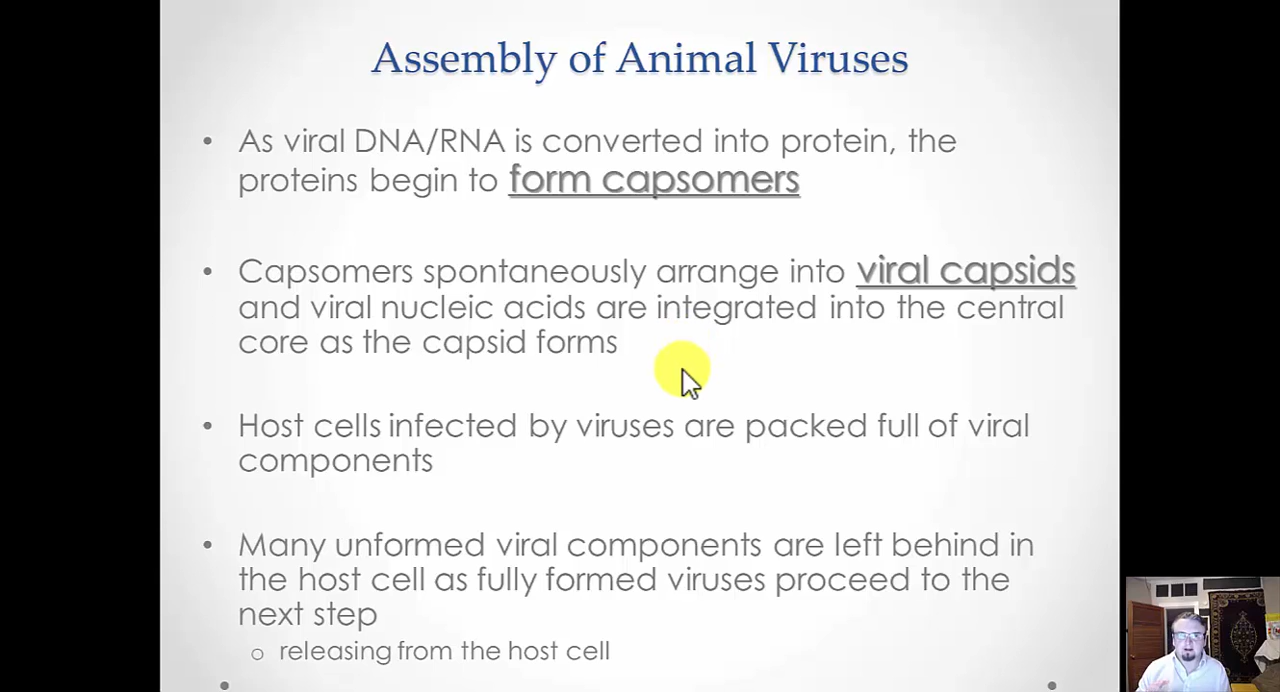 Assembly of Animal Viruses
• As viral DNA/RNA is converted into protein, the
proteins begin to form capsomers
• Capsomers spontaneously arrange into viral capsids
and viral nucleic acids are integrated into the central
core as the capsid forms
• Host cells infected by viruses are packed full of viral
components
• Many unformed viral components are left behind in
the host cell as fully formed viruses proceed to the
next step
o releasing from the host cell